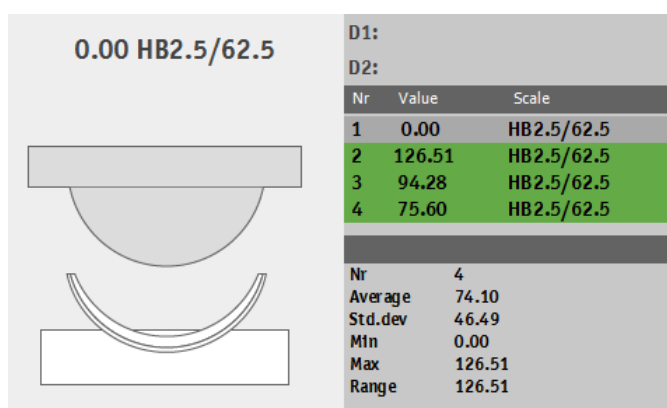 0.00 HB2.5/62.5
D1:
D2:
Nr Value Scale
1 0.00 HB2.5/62.5
2 126.51 HB2.5/62.5
3 94.28 HB2.5/62.5
4 75.60 HB2.5/62.5
Nr 4
Average 74.10
Std.dev 46.49
Min 0.00
Max 126.51
Range 126.51